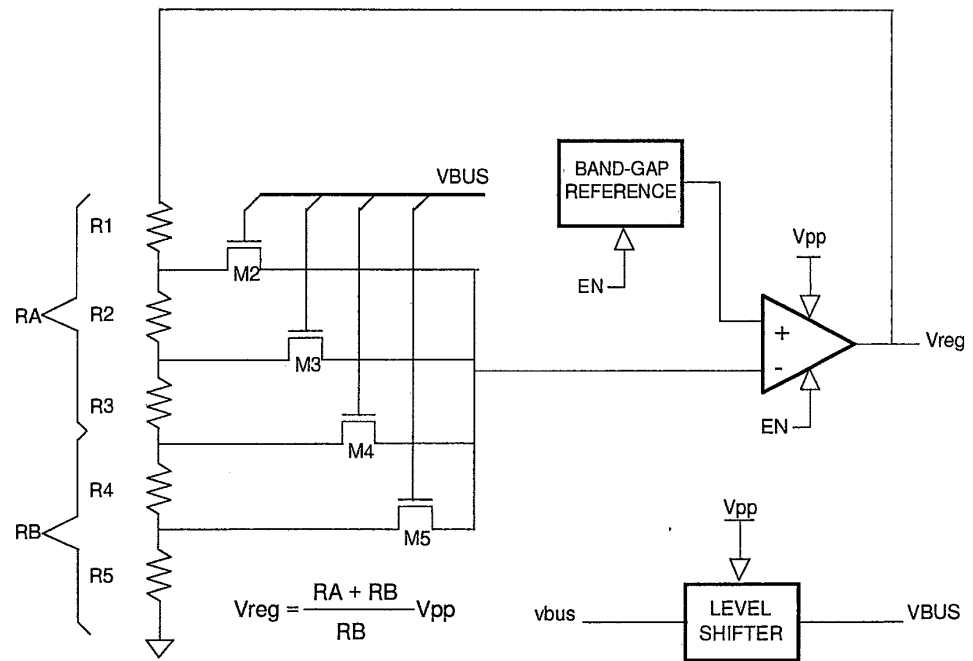 VBUS
BAND-GAP
REFERENCE
R1
M2
Vpp
EN
RA
R2
+
Vreg
M3
-
R3
EN
M4
R4
Vpp
RB
M5
R5
Vreg = RA + RB / RB Vpp
vbus
LEVEL
SHIFTER
VBUS